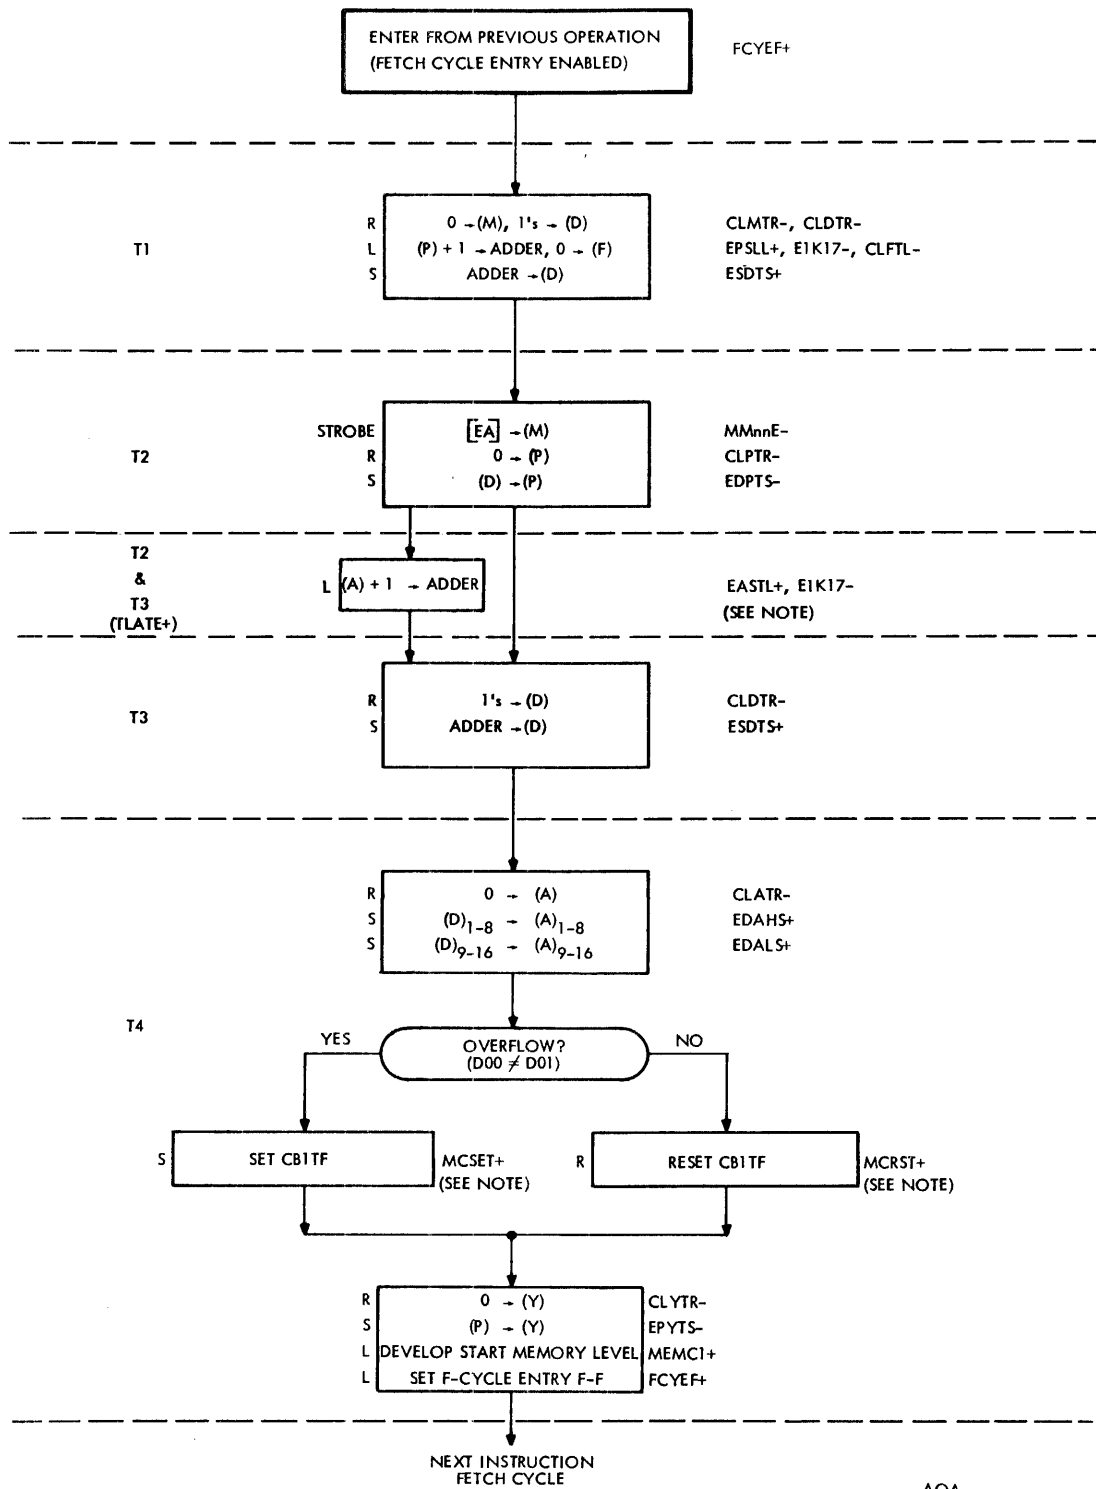 ENTER FROM PREVIOUS OPERATION
(FETCH CYCLE ENTRY ENABLED)
FCYEF+
T1
R 0 → (M), 1's → (D) CLMTR-, CLDTR-
L (P) + 1 → ADDER, 0 → (F) EPSLL+, E1K17-, CLFTL-
S ADDER → (D) ESDTS+
T2
STROBE [EA] → (M) MMnnE-
R 0 → (P) CLPTR-
S (D) → (P) EDPTS-
T2
&
T3
(TLATE+)
L (A) + 1 → ADDER EASTL+, E1K17-
(SEE NOTE)
T3
R 1's → (D) CLDTR-
S ADDER → (D) ESDTS+
T4
R 0 → (A) CLATR-
S (D)1-8 → (A)1-8 EDAHS+
S (D)9-16 → (A)9-16 EDALS+
YES
OVERFLOW?
(D00 ≠ D01)
NO
S SET CB1TF MCSET+
(SEE NOTE)
R RESET CB1TF MCRST+
(SEE NOTE)
R 0 → (Y) CLYTR-
S (P) → (Y) EPYTS-
L DEVELOP START MEMORY LEVEL MEMC1+
L SET F-CYCLE ENTRY F-F FCYEF+
NEXT INSTRUCTION
FETCH CYCLE